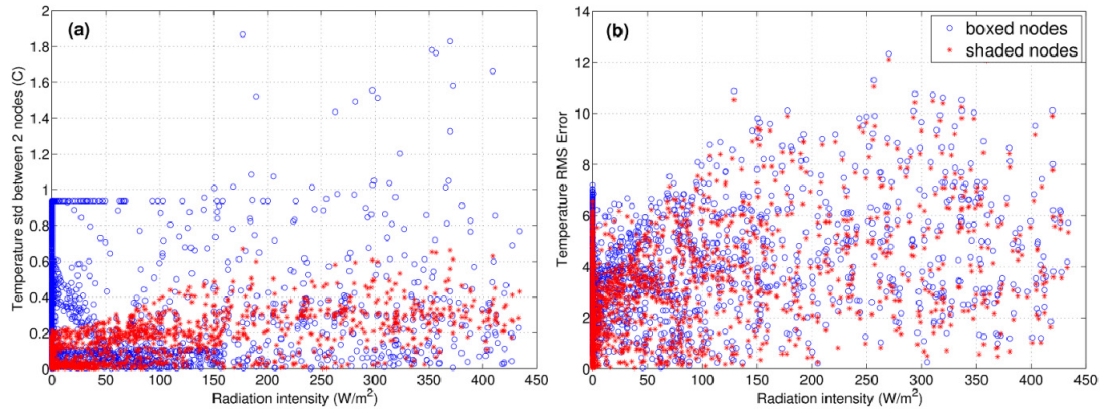 (a)
Temperature std between 2 nodes (C)
2
1.8
1.6
1.4
1.2
1
0.8
0.6
0.4
0.2
0
0 50 100 150 200 250 300 350 400 450
Radiation intensity (W/m²)
(b)
boxed nodes
shaded nodes
Temperature RMS Error
14
12
10
8
6
4
2
0
0 50 100 150 200 250 300 350 400 450
Radiation intensity (W/m²)